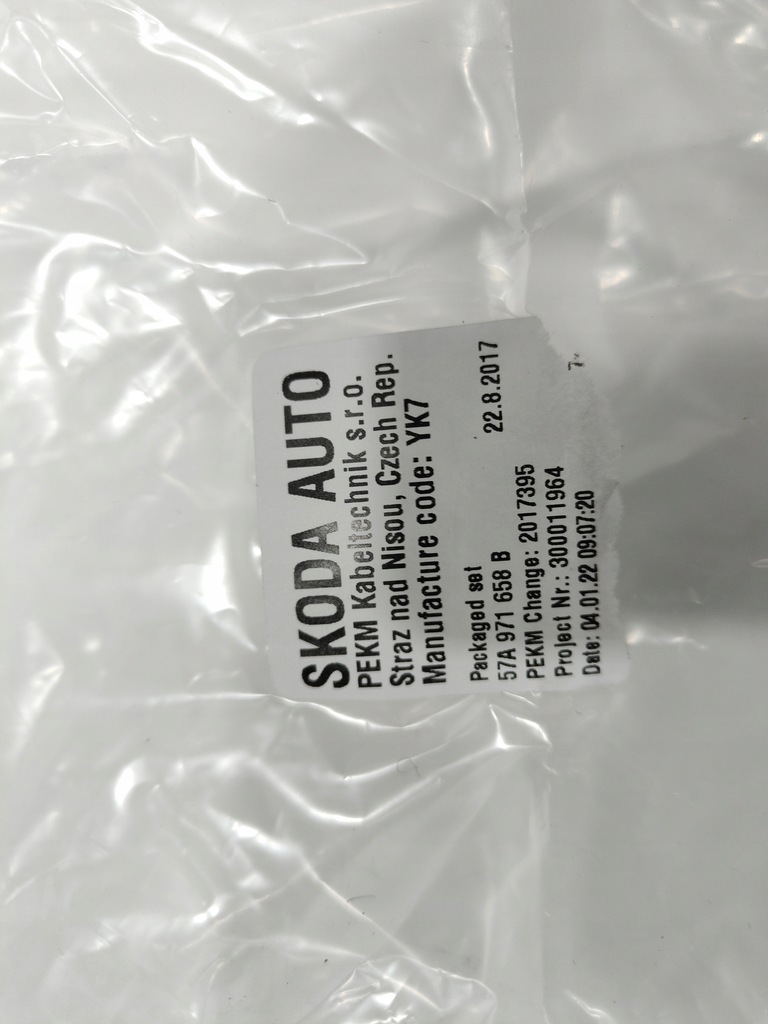 SKODA AUTO
PEKM Kabeltechnik s.r.o.
Straz nad Nisou, Czech Rep.
Manufacture code: YK7
Packaged set
57A 971 658 B 22.8.2017
PEKM Change: 2017395
Project Nr.: 300011964
Date: 04.01.22 09:07:20